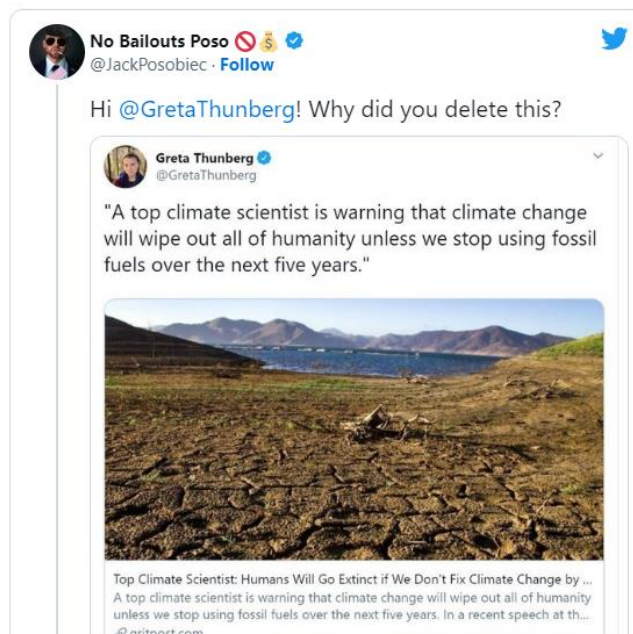 No Bailouts Poso
@JackPosobiec · Follow
Hi @GretaThunberg! Why did you delete this?
Greta Thunberg
@GretaThunberg
"A top climate scientist is warning that climate change
will wipe out all of humanity unless we stop using fossil
fuels over the next five years."
Top Climate Scientist: Humans Will Go Extinct if We Don't Fix Climate Change by ...
A top climate scientist is warning that climate change will wipe out all of humanity
unless we stop using fossil fuels over the next five years. In a recent speech at th...
gritpost.com